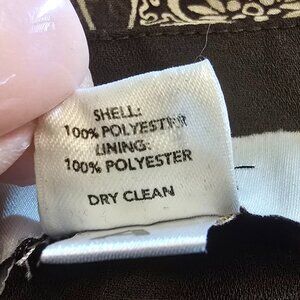 SHELL:
100% POLYESTER
LINING:
100% POLYESTER
DRY CLEAN